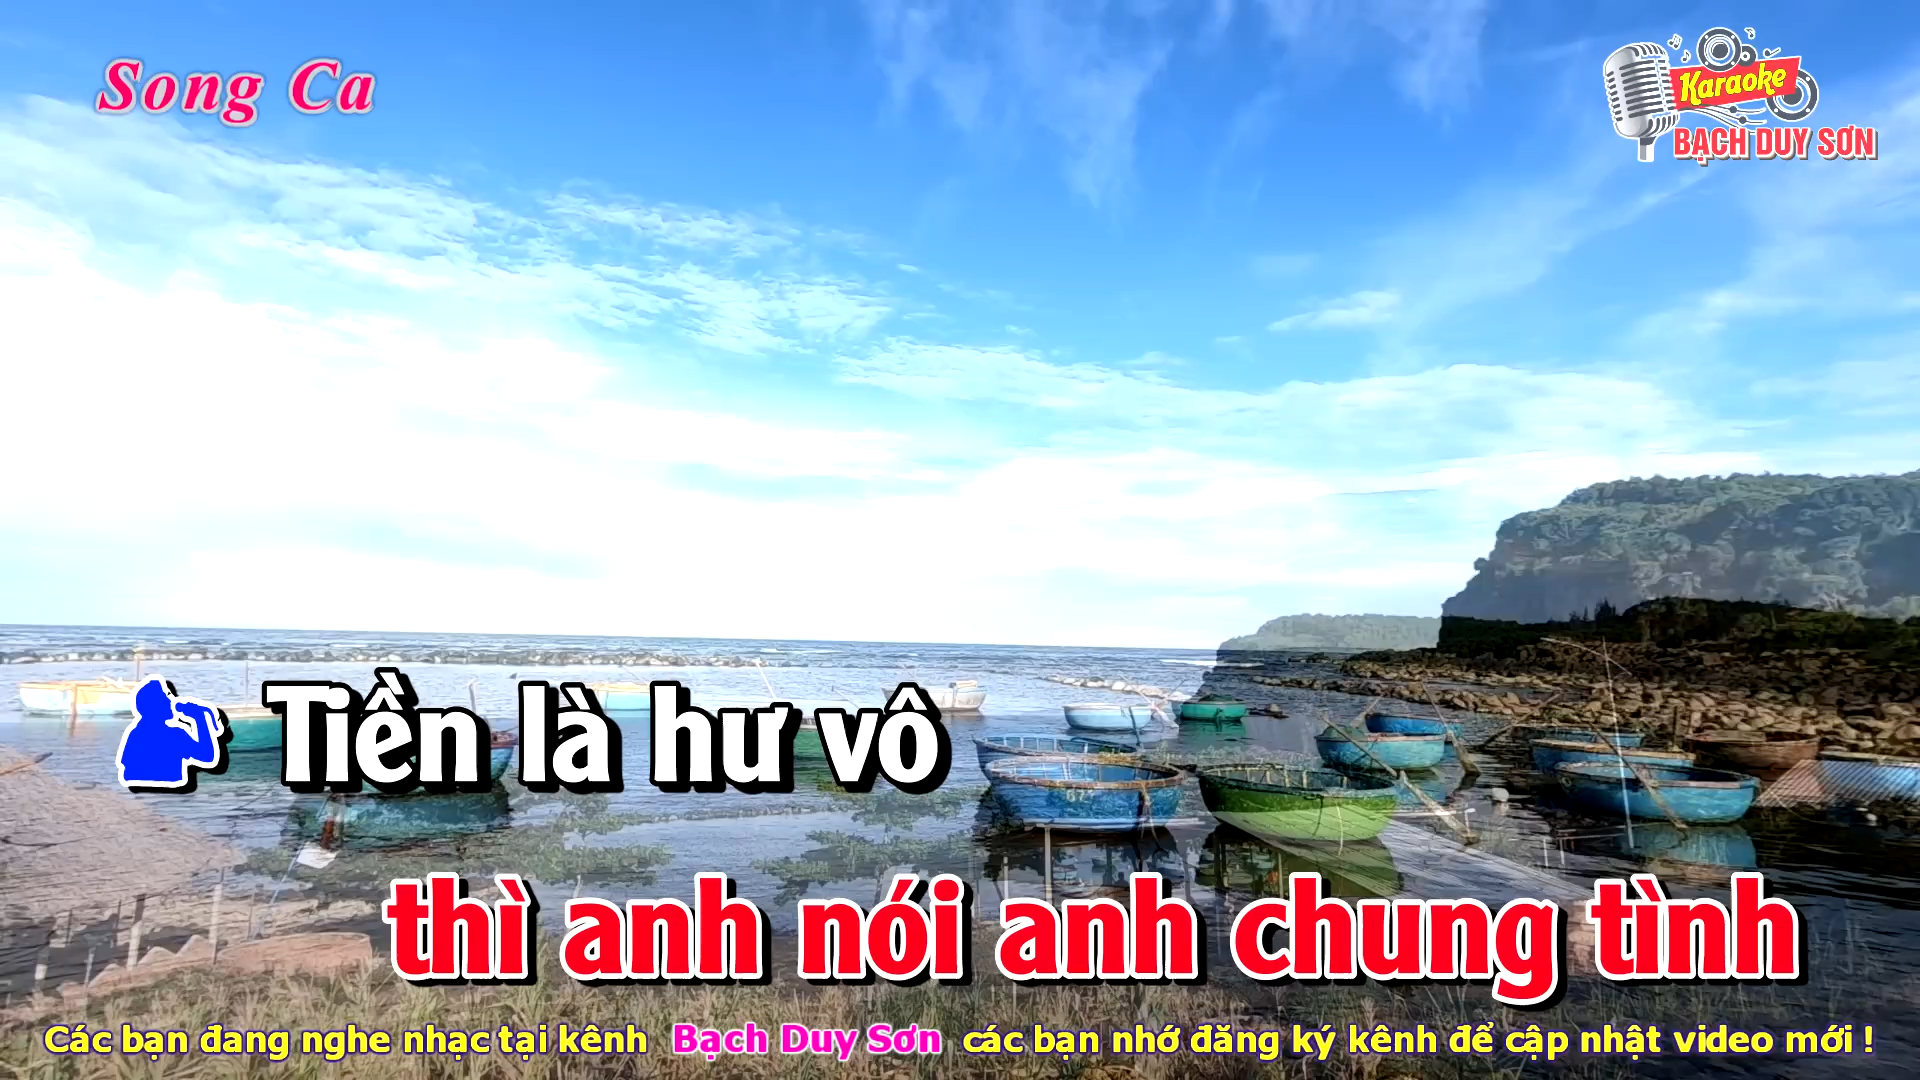 Song Ca
Karaoke
BẠCH DUY SƠN
Tiền là hư vô
thì anh nói anh chung tình
Các bạn đang nghe nhạc tại kênh Bạch Duy Sơn các bạn nhớ đăng ký kênh để cập nhật video mới !